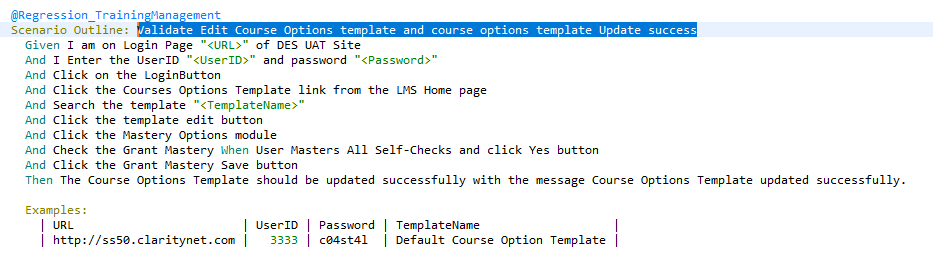 @Regression_TrainingManagement
Scenario Outline: Validate Edit Course Options template and course options template Update success
Given I am on Login Page "<URL>" of DES UAT Site
And I Enter the UserID "<UserID>" and password "<Password>"
And Click on the LoginButton
And Click the Courses Options Template link from the LMS Home page
And Search the template "<TemplateName>"
And Click the template edit button
And Click the Mastery Options module
And Check the Grant Mastery When User Masters All Self-Checks and click Yes button
And Click the Grant Mastery Save button
Then The Course Options Template should be updated successfully with the message Course Options Template updated successfully.
Examples:
| URL | UserID | Password | TemplateName |
| http://ss50.claritynet.com | 3333 | c04st4l | Default Course Option Template |